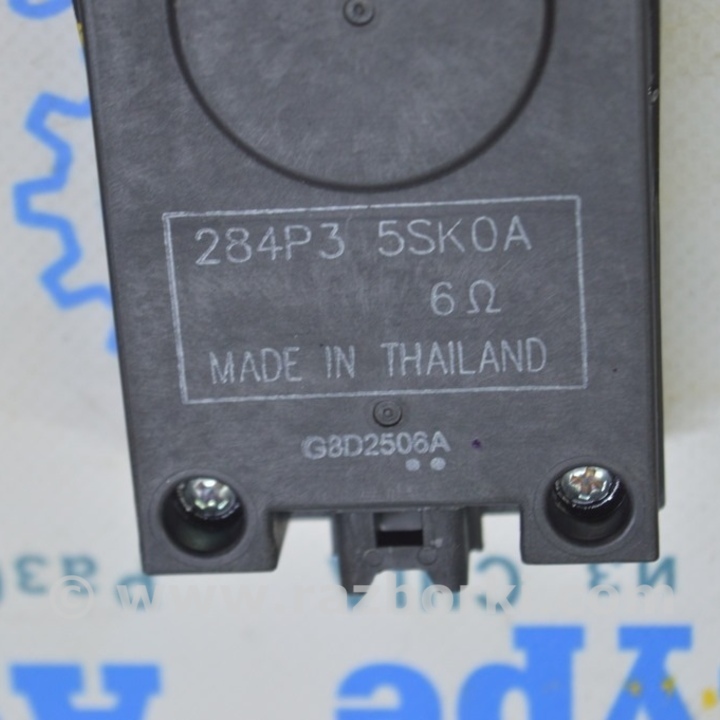 284P3 5SK0A
6Ω
MADE IN THAILAND
G8D2506A